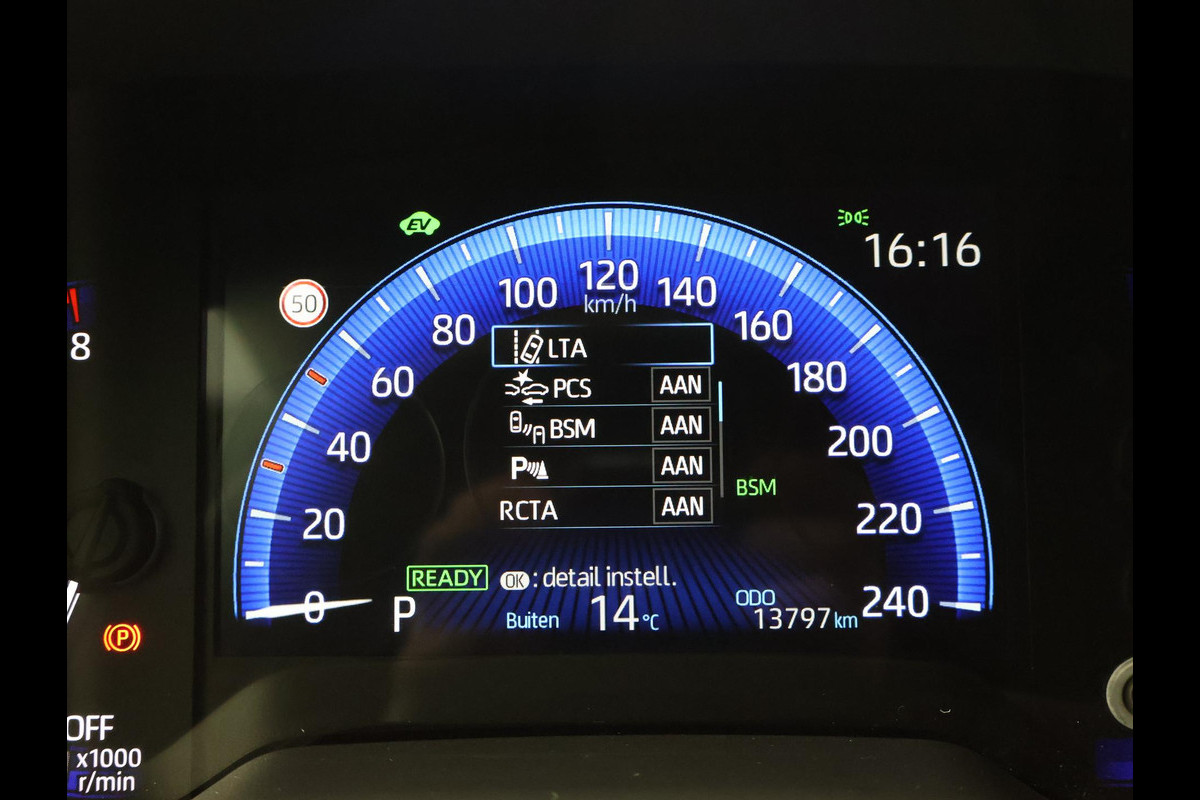 EV
16:16
50
8
0
20
40
60
80
100
120
140
160
180
200
220
240
km/h
LTA
PCS AAN
BSM AAN
P AAN
RCTA AAN
BSM
READY OK : detail instell.
P Buiten 14 °C
ODO
13797 km
P
OFF
x1000
r/min